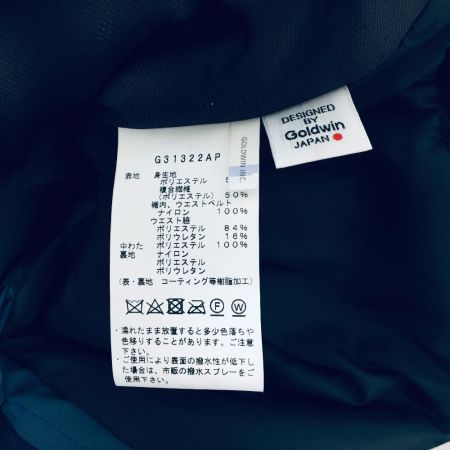 G31322AP
GOLDWIN INC.
表地 身生地
ポリエステル
複合繊維
(ポリエステル) 50%
裾内、ウエストベルト
ナイロン 100%
ウエスト脇
ポリエステル 84%
ポリウレタン 16%
中わた ポリエステル 100%
裏地 ナイロン
ポリエステル
ポリウレタン
(表・裏地 コーティング等樹脂加工)
F W
・濡れたまま放置すると多少色落ちや
色移りすることがあります。ご注意
下さい。
・ご使用により表面の撥水性が低下し
た場合は、市販の撥水スプレーをご
使用下さい。
DESIGNED
BY
Goldwin
JAPAN